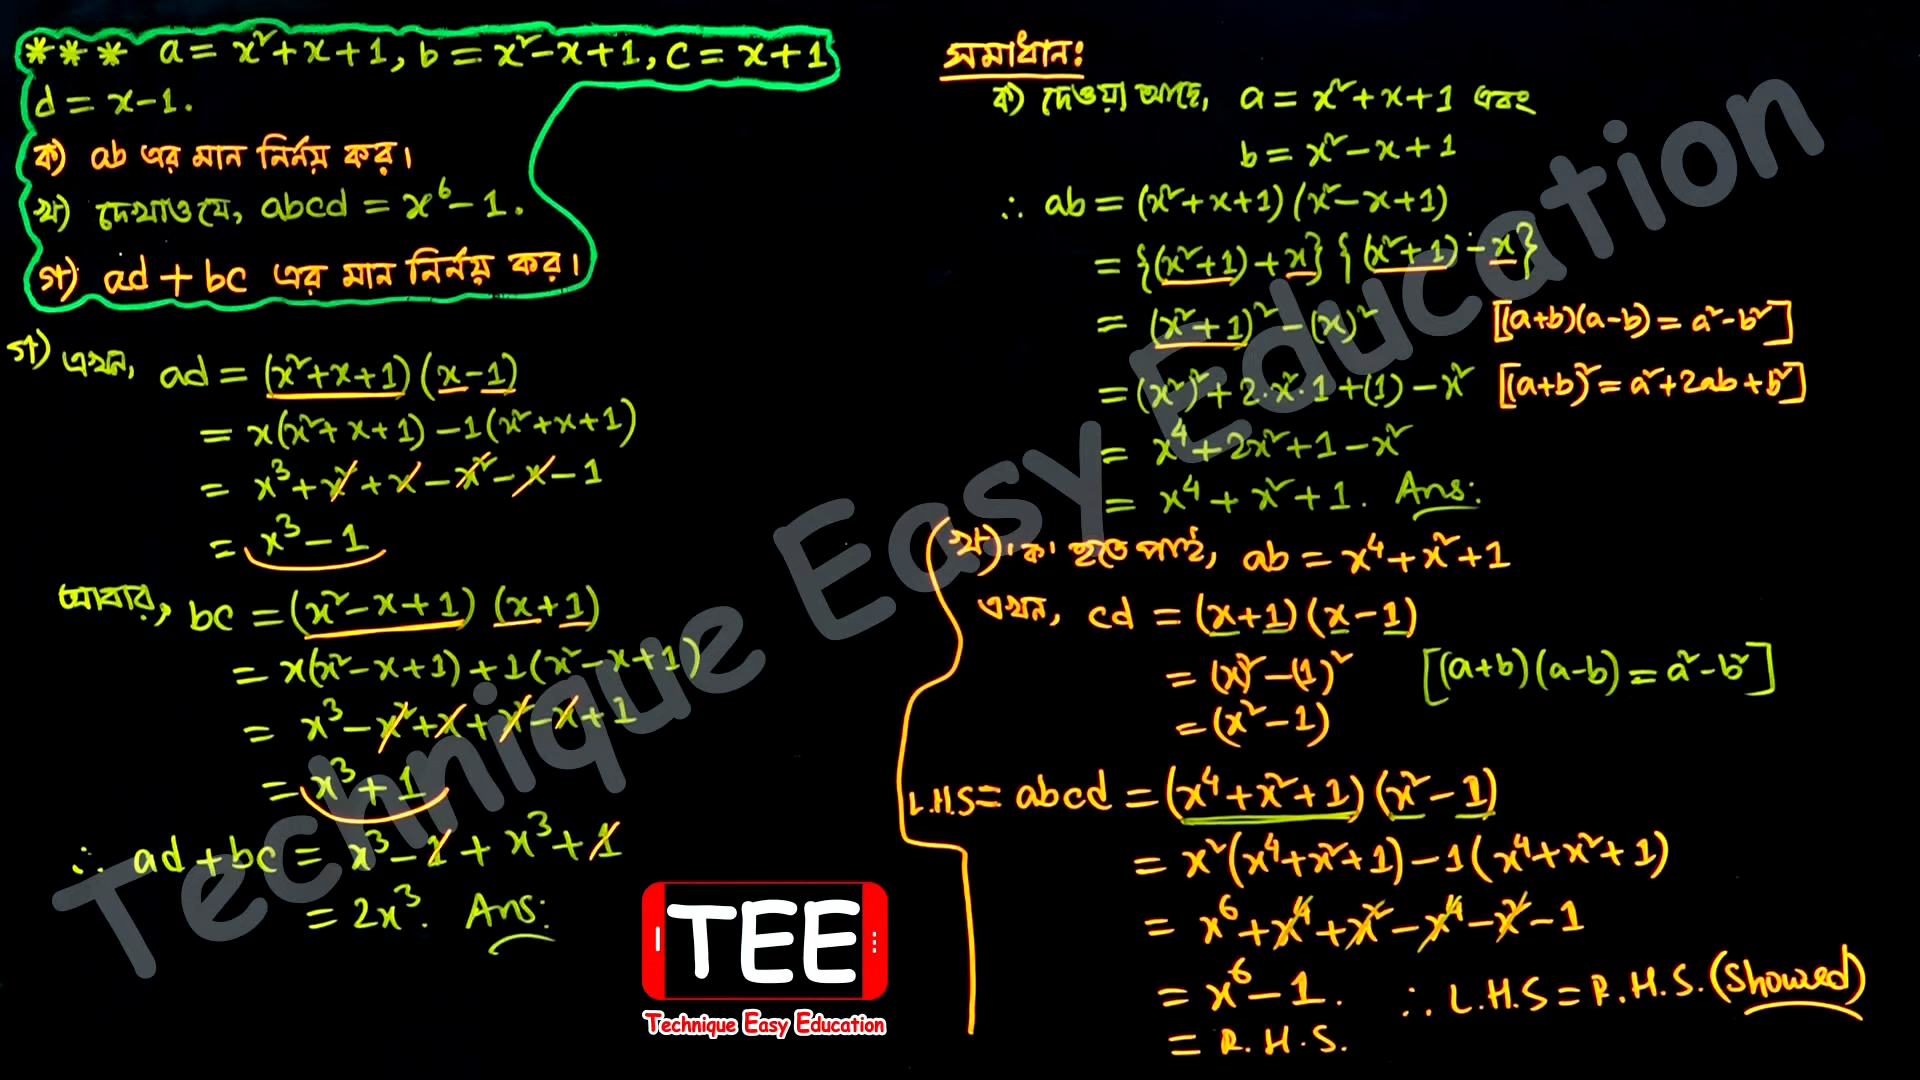 *** a = x²+x+1, b = x²-x+1, c = x+1
d = x-1.
ক) ab এর মান নির্নয় কর।
খ) দেখাও যে, abcd = x⁶-1.
গ) ad + bc এর মান নির্নয় কর।
গ) এখন, ad = (x²+x+1)(x-1)
= x(x²+x+1)-1(x²+x+1)
= x³+x²+x-x²-x-1
= x³-1
আবার, bc = (x²-x+1) (x+1)
= x(x²-x+1)+1(x²-x+1)
= x³-x²+x+x²-x+1
= x³+1
∴ ad+bc = x³-1+x³+1
= 2x³. Ans:
সমাধান:
ক) দেওয়া আছে, a = x²+x+1 এবং
b = x²-x+1
∴ ab = (x²+x+1)(x²-x+1)
= {(x²+1)+x}{(x²+1)-x}
= (x²+1)²-(x)² [(a+b)(a-b) = a²-b²]
= (x²)²+2.x².1+(1)-x² [(a+b)² = a²+2ab+b²]
= x⁴+2x²+1-x²
= x⁴+x²+1. Ans:
খ) 'ক' হতে পাই, ab = x⁴+x²+1
এখন, cd = (x+1)(x-1)
= (x)²-(1)² [(a+b)(a-b) = a²-b²]
= (x²-1)
L.H.S = abcd = (x⁴+x²+1)(x²-1)
= x²(x⁴+x²+1)-1(x⁴+x²+1)
= x⁶+x⁴+x²-x⁴-x²-1
= x⁶-1. ∴ L.H.S = R.H.S. (Showed)
= R.H.S.
TEE
Technique Easy Education
Technique Easy Education